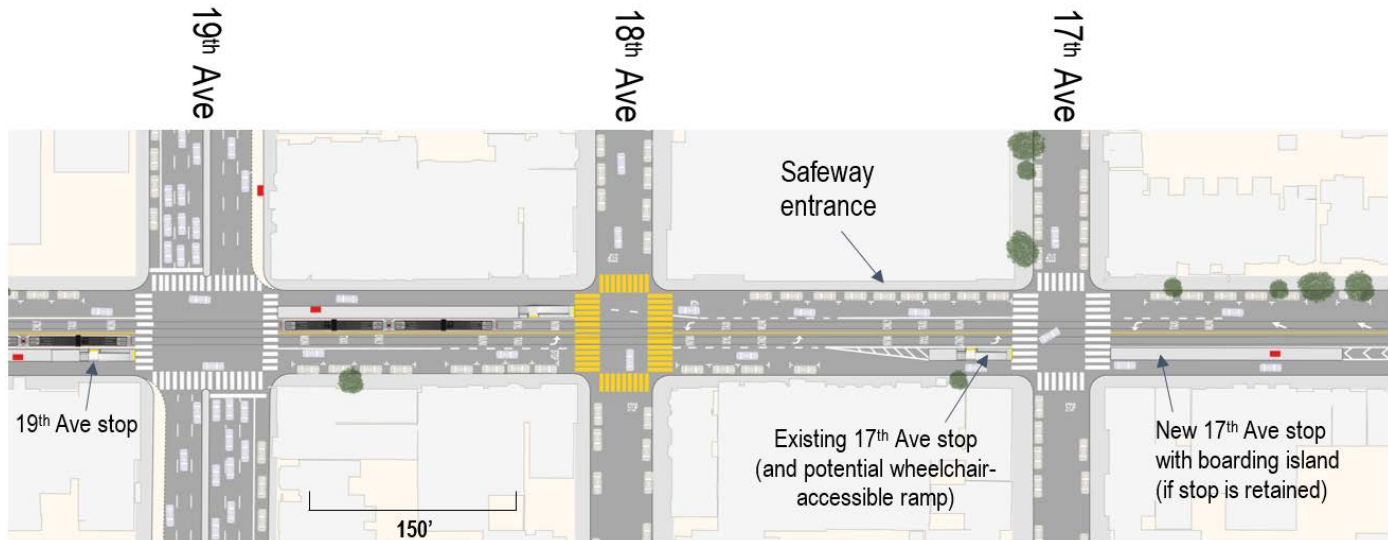 19th Ave
18th Ave
17th Ave
Safeway
entrance
19th Ave stop
Existing 17th Ave stop
(and potential wheelchair-
accessible ramp)
New 17th Ave stop
with boarding island
(if stop is retained)
150’